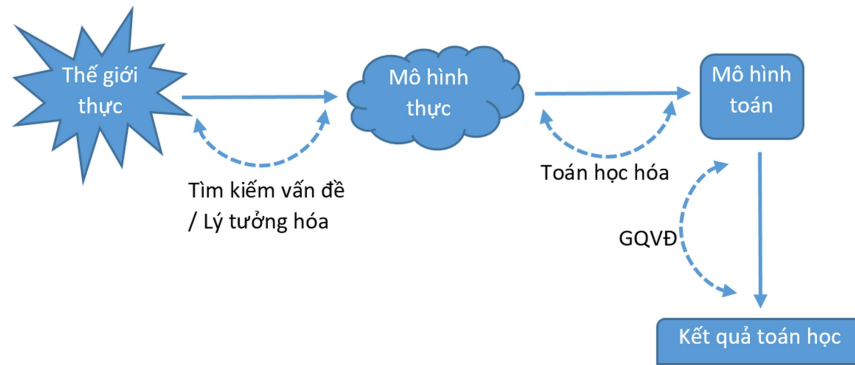 Thế giới
thực
Mô hình
thực
Mô hình
toán
Tìm kiếm vấn đề
/ Lý tưởng hóa
Toán học hóa
GQVĐ
Kết quả toán học